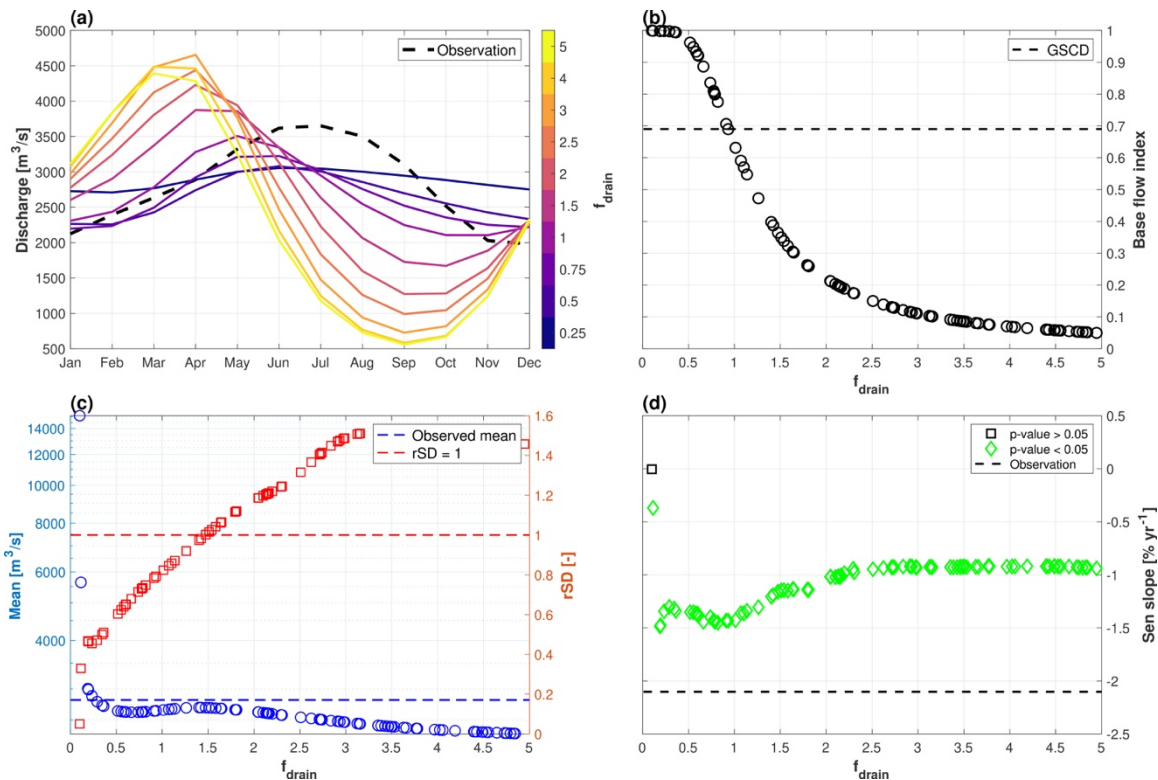 (a)
5000
4500
4000
3500
3000
2500
2000
1500
1000
500
Discharge [m³/s]
Jan Feb Mar Apr May Jun Jul Aug Sep Oct Nov Dec
Observation
5
4
3
2.5
2
1.5
1
0.75
0.5
0.25
f_drain
(b)
GSCD
1
0.9
0.8
0.7
0.6
0.5
0.4
0.3
0.2
0.1
0
Base flow index
0 0.5 1 1.5 2 2.5 3 3.5 4 4.5 5
f_drain
(c)
14000
12000
10000
8000
6000
4000
Mean [m³/s]
Observed mean
rSD = 1
1.6
1.4
1.2
1
0.8
0.6
0.4
0.2
0
rSD [-]
0 0.5 1 1.5 2 2.5 3 3.5 4 4.5 5
f_drain
(d)
p-value > 0.05
p-value < 0.05
Observation
0.5
0
-0.5
-1
-1.5
-2
-2.5
Sen slope [% yr⁻¹]
0 0.5 1 1.5 2 2.5 3 3.5 4 4.5 5
f_drain